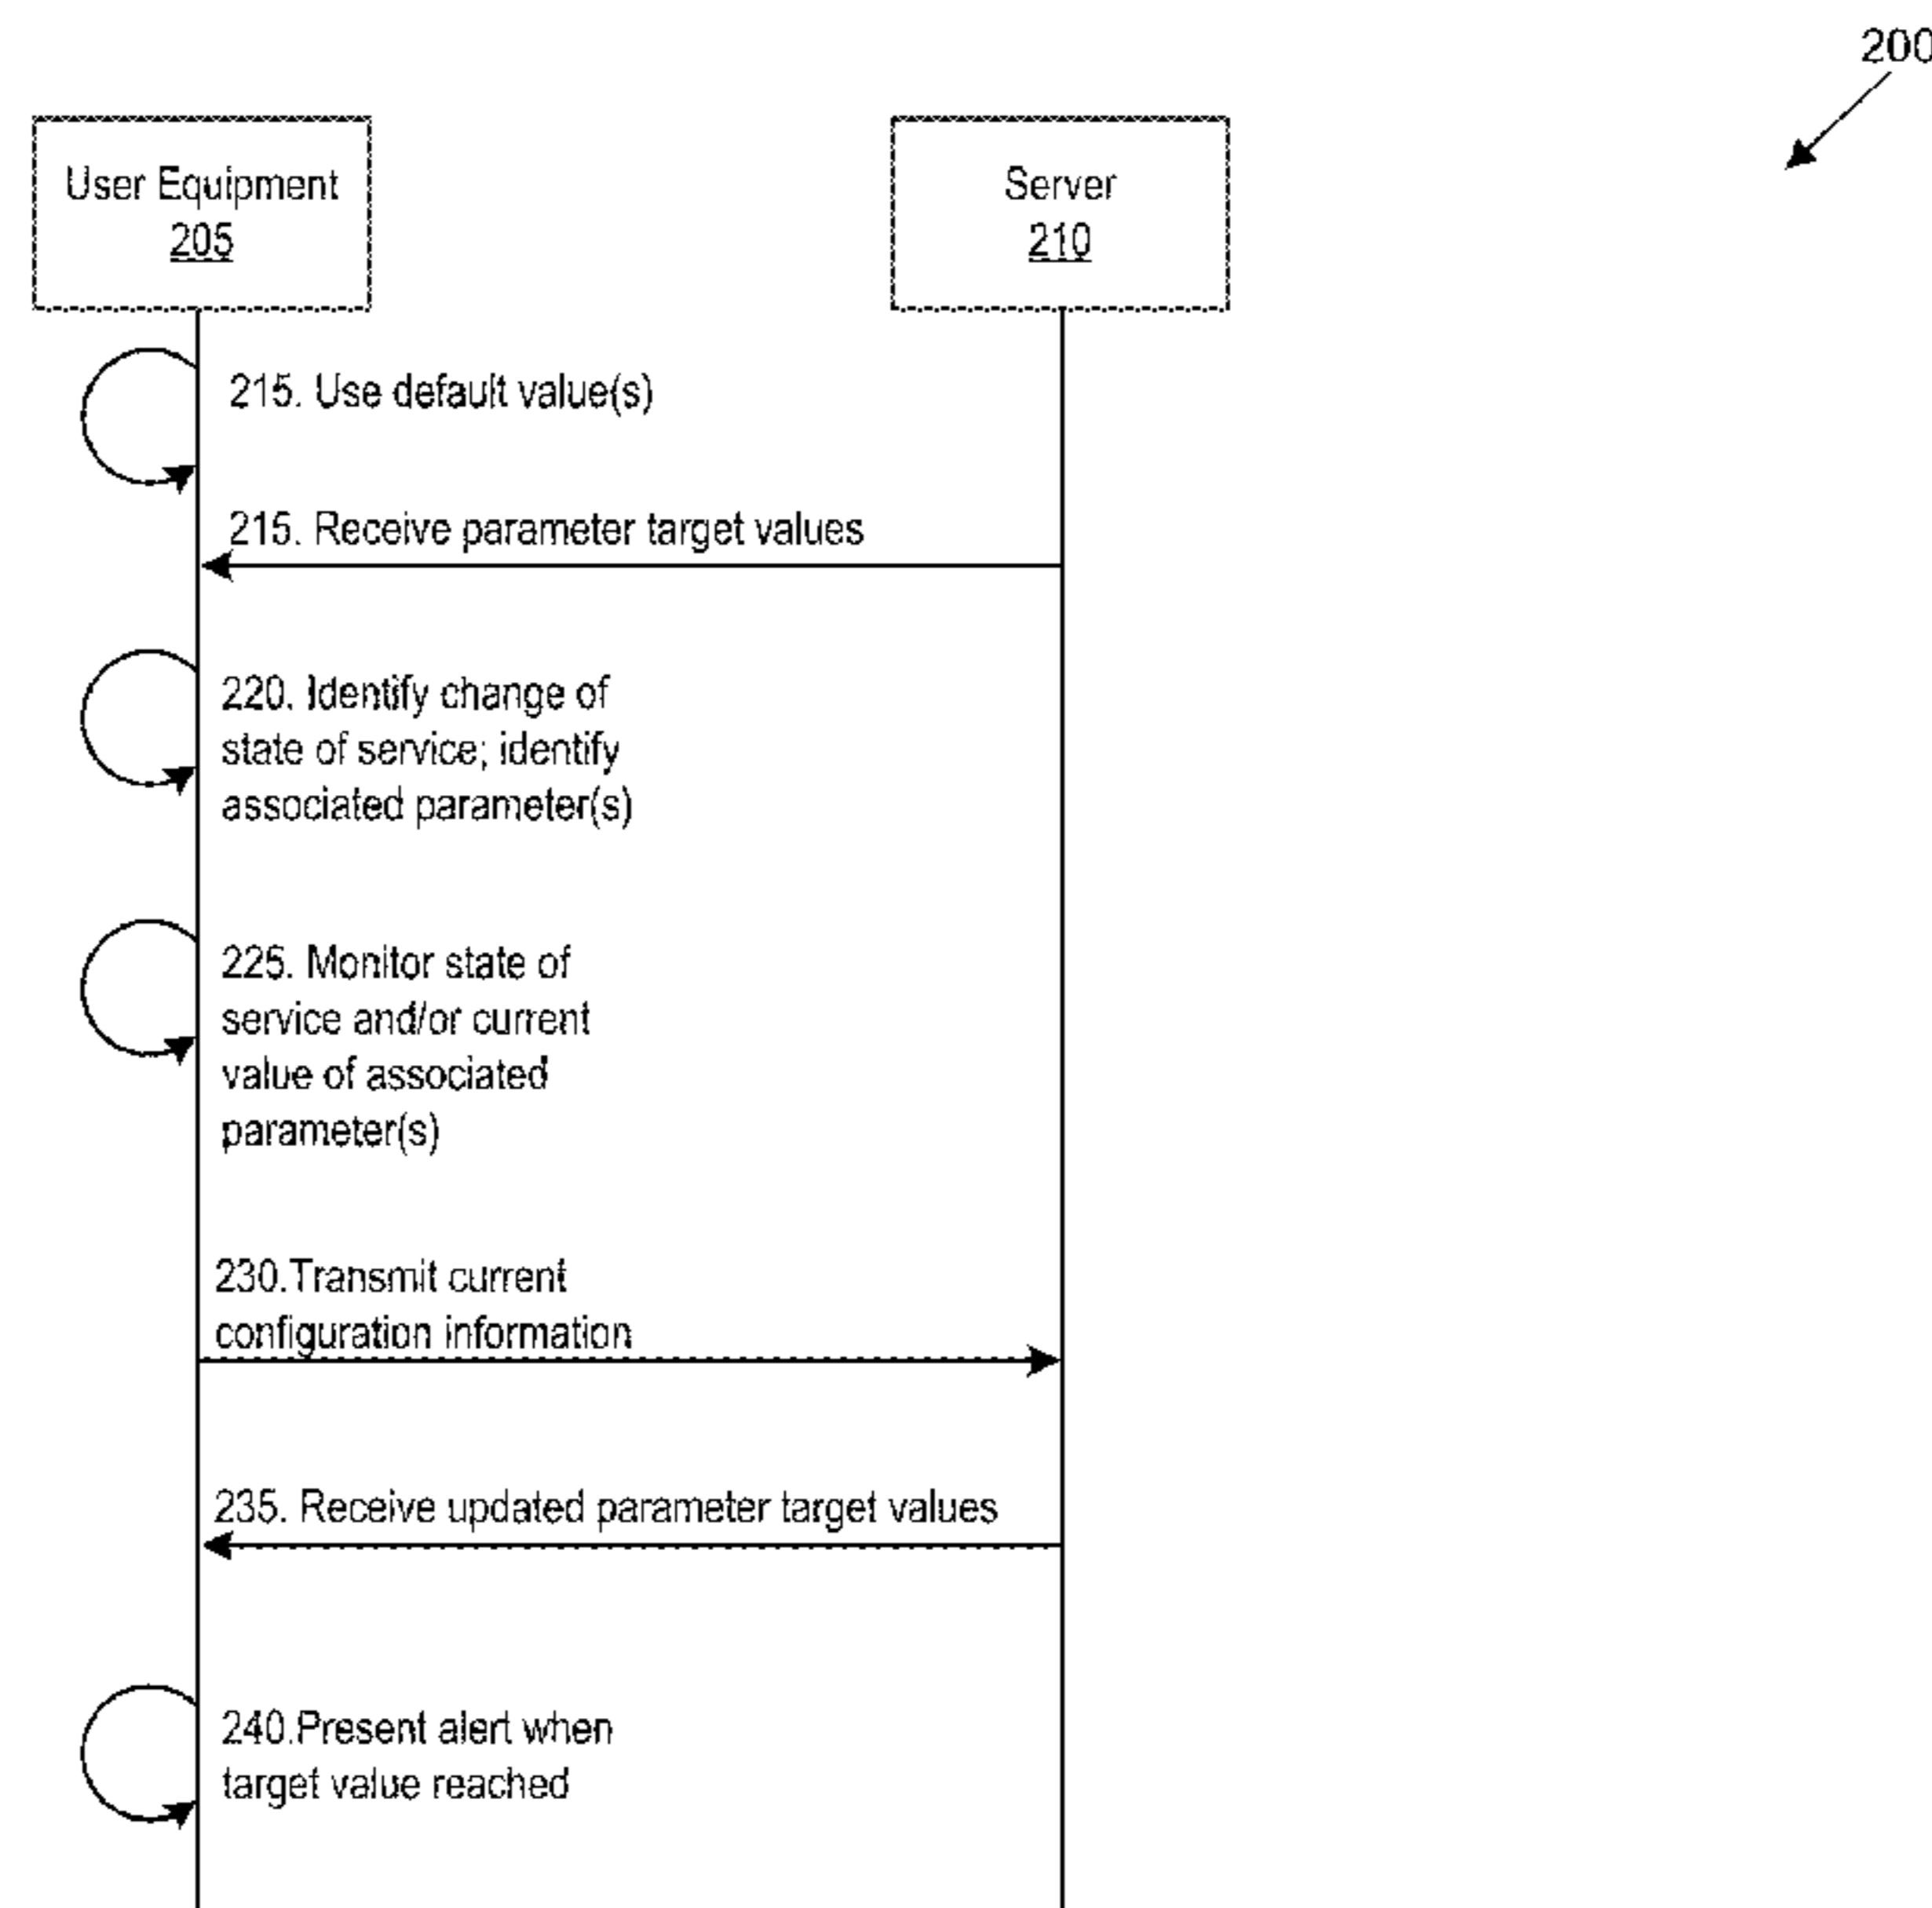 200
User Equipment
205
Server
210
215. Use default value(s)
215. Receive parameter target values
220. Identify change of
state of service; identify
associated parameter(s)
225. Monitor state of
service and/or current
value of associated
parameter(s)
230.Transmit current
configuration information
235. Receive updated parameter target values
240.Present alert when
target value reached